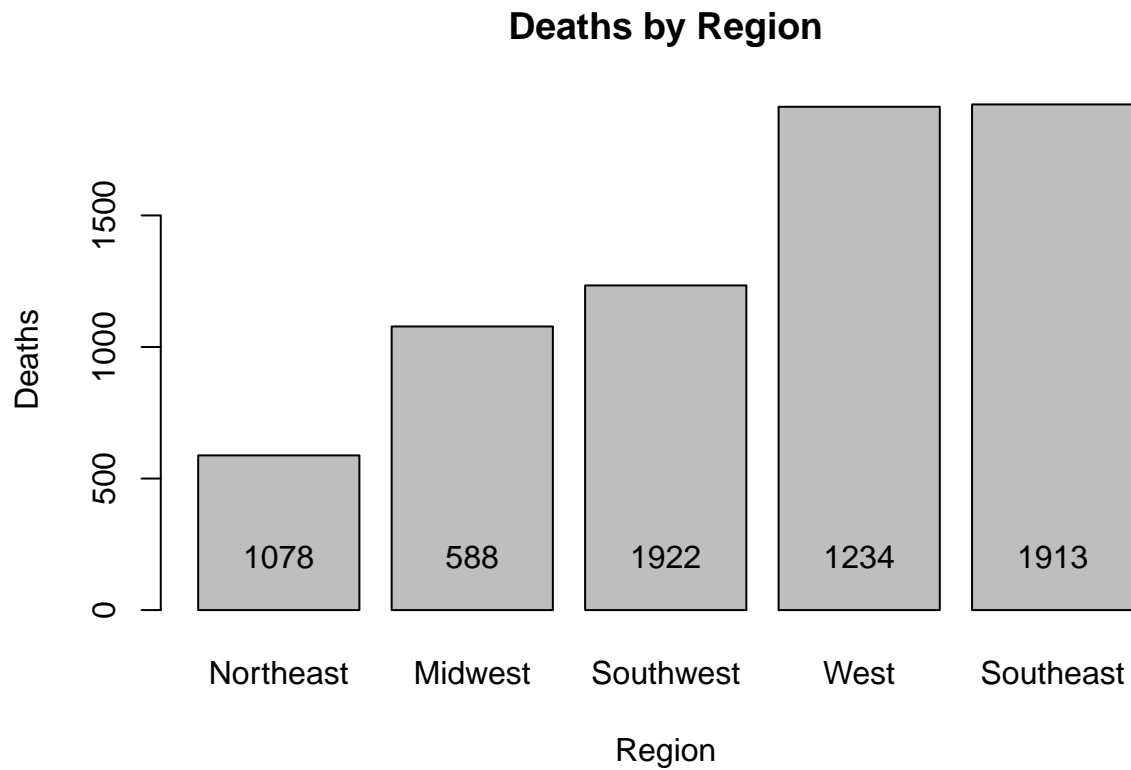 Deaths by Region
1500
1000
500
0
Deaths
1078 588 1922 1234 1913
Northeast Midwest Southwest West Southeast
Region